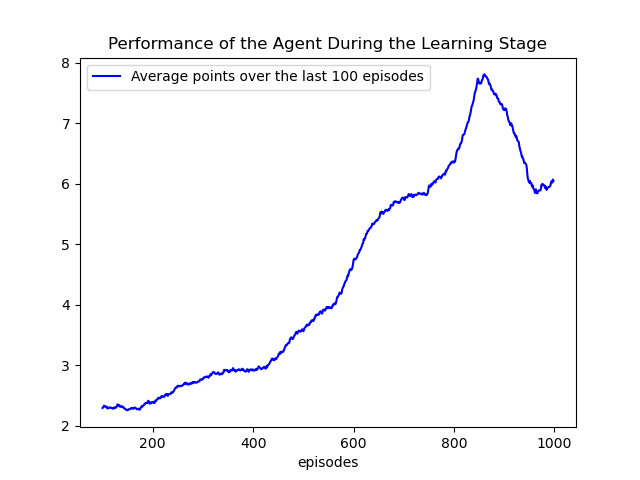 Performance of the Agent During the Learning Stage
Average points over the last 100 episodes
8
7
6
5
4
3
2
200 400 600 800 1000
episodes